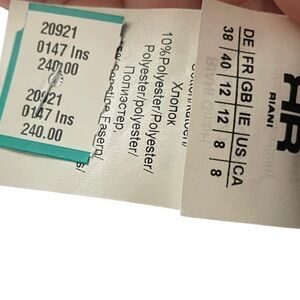 20921
0147 Ins
240.00
20921
0147 Ins
240.00
Хлопок
10%Polyester/Polyester/
Polyester/polyester/
Полиэстер,
DE FR GB IE US CA
38 40 12 12 8 8
RIANI